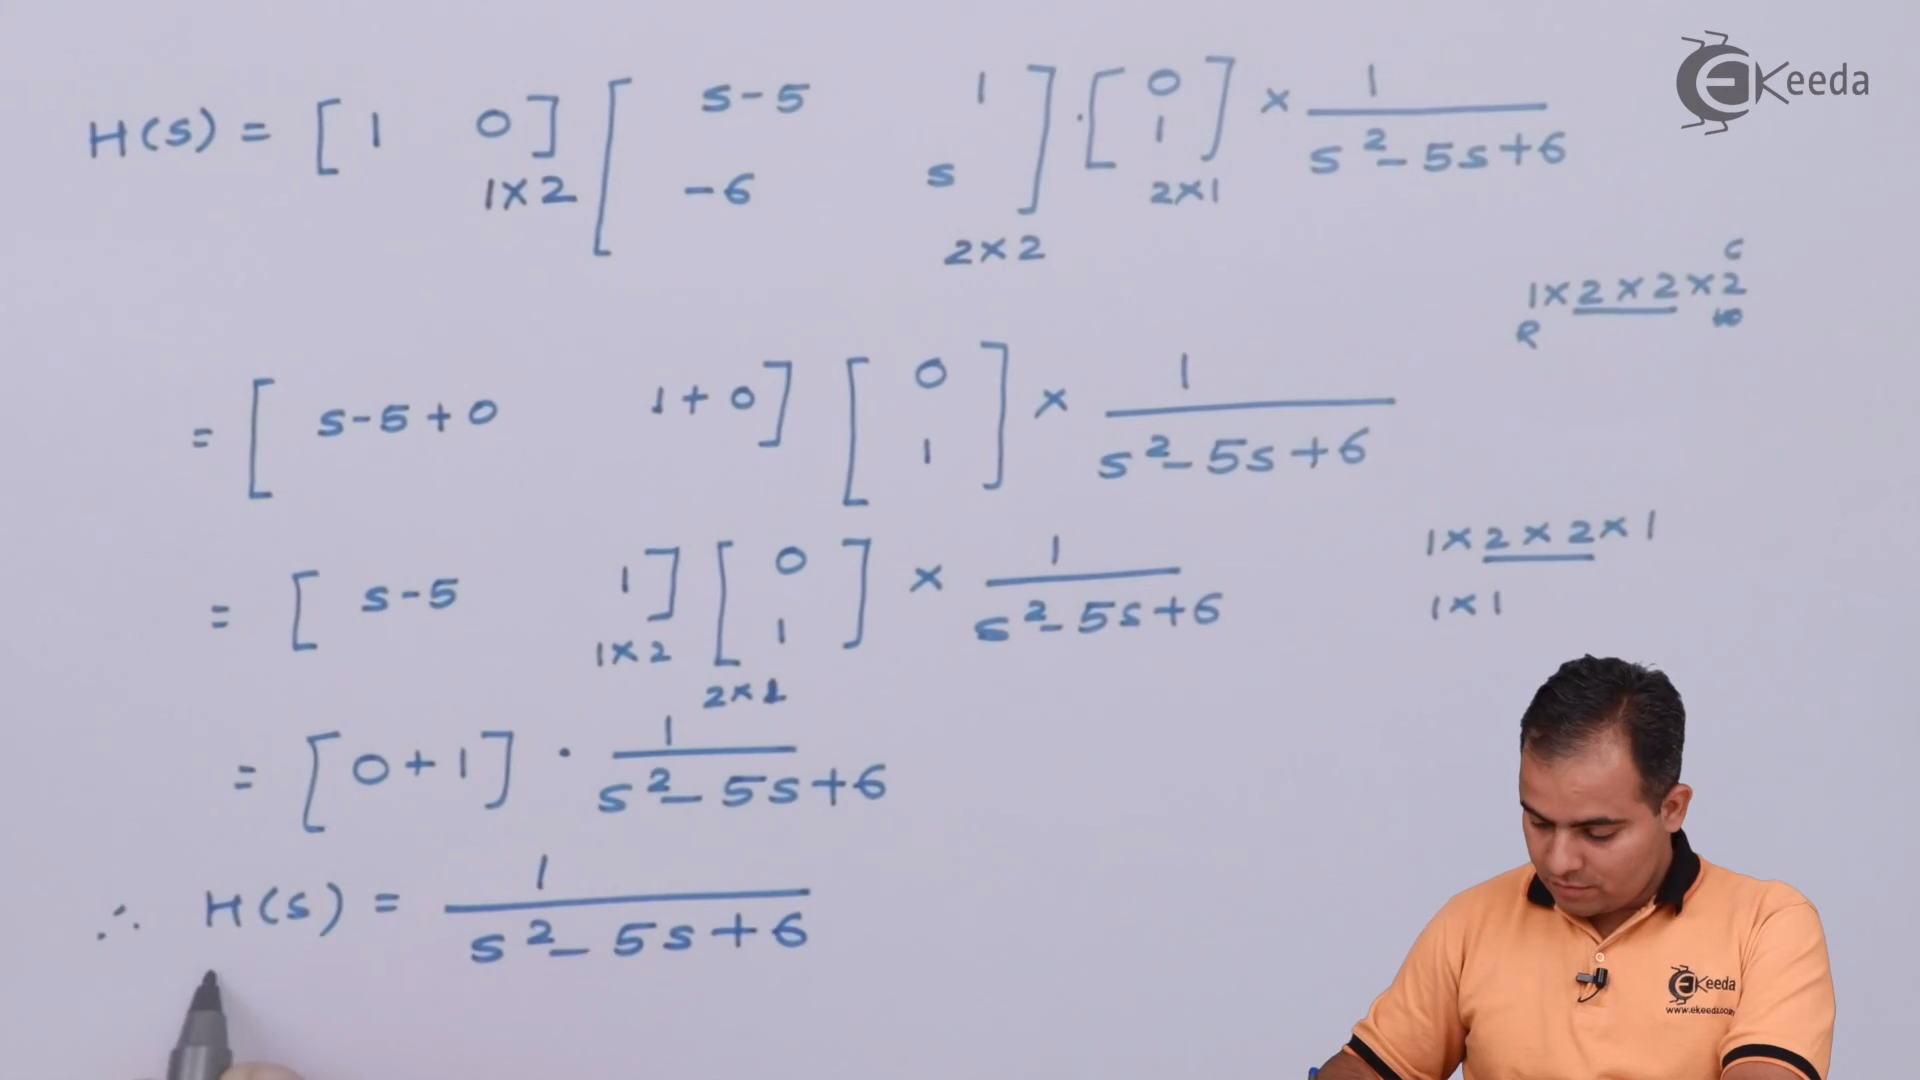 H(s) = [ 1 0 ] [ s-5 1 ] · [ 0 ] × 1
1×2 -6 s 1 s² - 5s + 6
2×2 2×1
C
1×2×2×2
R
= [ s-5+0 1+0 ] [ 0 ] × 1
1 s² - 5s + 6
= [ s-5 1 ] [ 0 ] × 1
1×2 1 s² - 5s + 6
2×1
1×2×2×1
1×1
= [ 0+1 ] · 1
s² - 5s + 6
∴ H(s) = 1
s² - 5s + 6
eKeeda
eKeeda